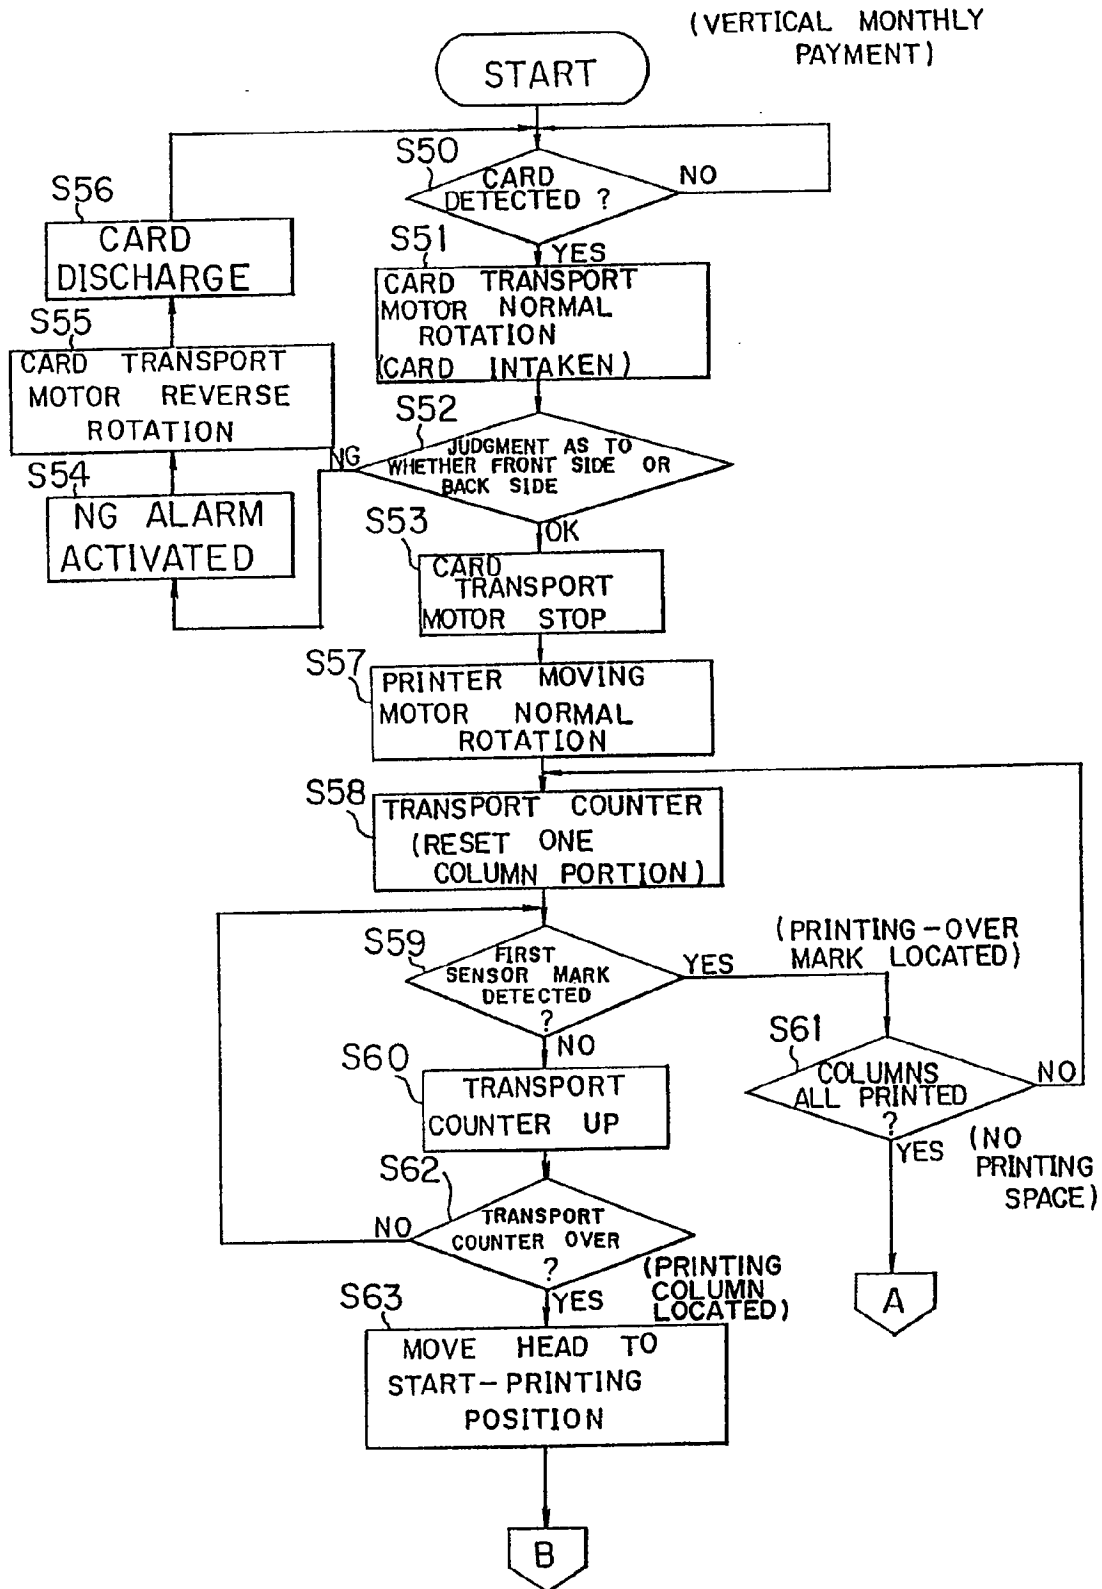 (VERTICAL MONTHLY
PAYMENT)
START
S50
CARD
DETECTED ?
NO
YES
S51
CARD TRANSPORT
MOTOR NORMAL
ROTATION
(CARD INTAKEN)
S52
JUDGMENT AS TO
WHETHER FRONT SIDE OR
BACK SIDE
NG
OK
S56
CARD
DISCHARGE
S55
CARD TRANSPORT
MOTOR REVERSE
ROTATION
S54
NG ALARM
ACTIVATED
S53
CARD
TRANSPORT
MOTOR STOP
S57
PRINTER MOVING
MOTOR NORMAL
ROTATION
S58
TRANSPORT COUNTER
(RESET ONE
COLUMN PORTION)
S59
FIRST
SENSOR MARK
DETECTED
?
YES
(PRINTING-OVER
MARK LOCATED)
NO
S61
COLUMNS
ALL PRINTED
?
NO
YES
(NO
PRINTING
SPACE)
A
S60
TRANSPORT
COUNTER UP
S62
TRANSPORT
COUNTER OVER
?
NO
YES
(PRINTING
COLUMN
LOCATED)
S63
MOVE HEAD TO
START-PRINTING
POSITION
B